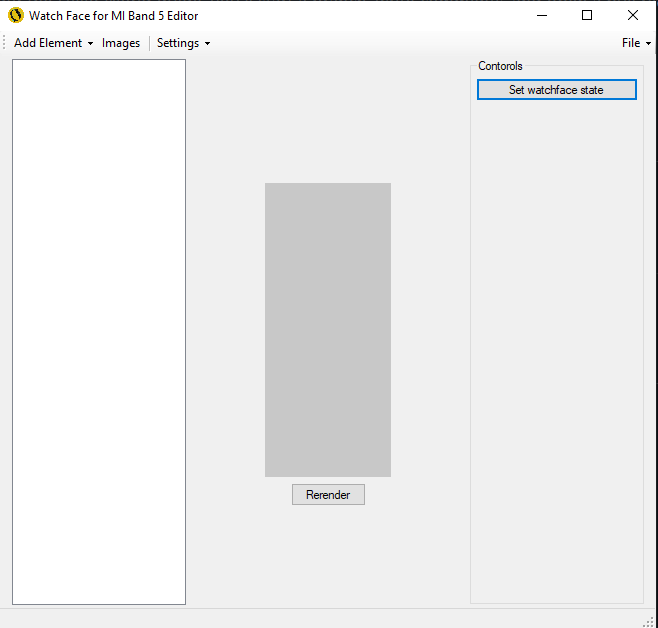 Watch Face for MI Band 5 Editor
Add Element Images Settings File
Contorols
Set watchface state
Rerender